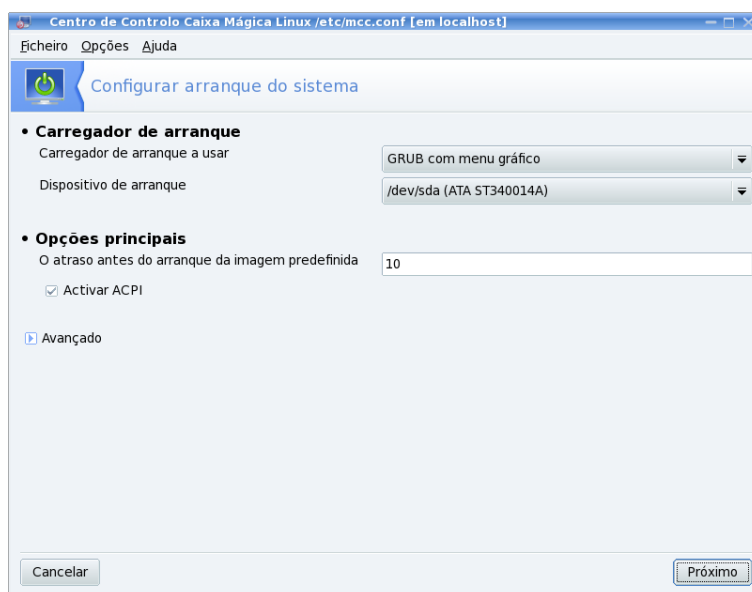 Centro de Controlo Caixa Mágica Linux /etc/mcc.conf [em localhost]
Ficheiro Opções Ajuda
Configurar arranque do sistema
• Carregador de arranque
Carregador de arranque a usar
GRUB com menu gráfico
Dispositivo de arranque
/dev/sda (ATA ST340014A)
• Opções principais
O atraso antes do arranque da imagem predefinida
10
Activar ACPI
Avançado
Cancelar
Próximo